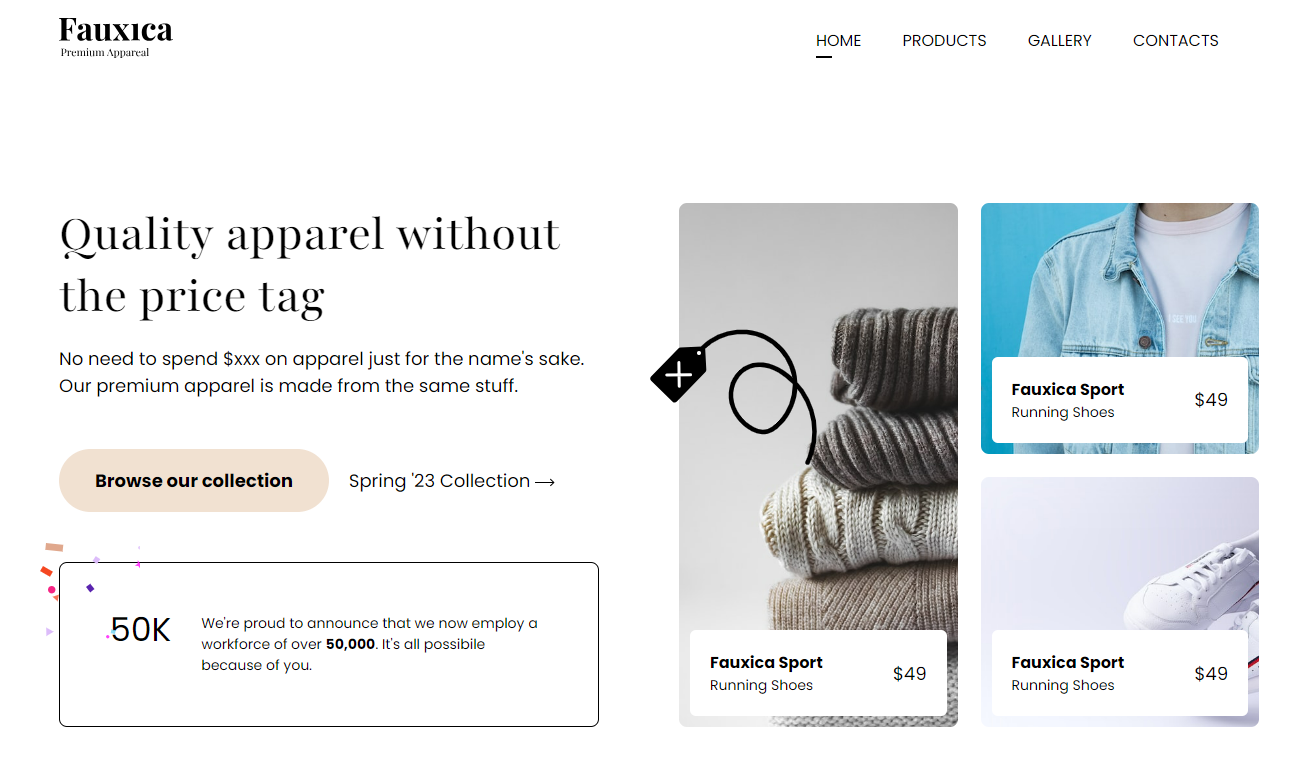 Fauxıca
Premium Appareal
HOME PRODUCTS GALLERY CONTACTS
Quality apparel without
the price tag
No need to spend $xxx on apparel just for the name's sake.
Our premium apparel is made from the same stuff.
Browse our collection
Spring '23 Collection →
50K
We're proud to announce that we now employ a
workforce of over 50,000. It's all possibile
because of you.
Fauxica Sport
Running Shoes
$49
I SEE YOU
Fauxica Sport
Running Shoes
$49
Fauxica Sport
Running Shoes
$49